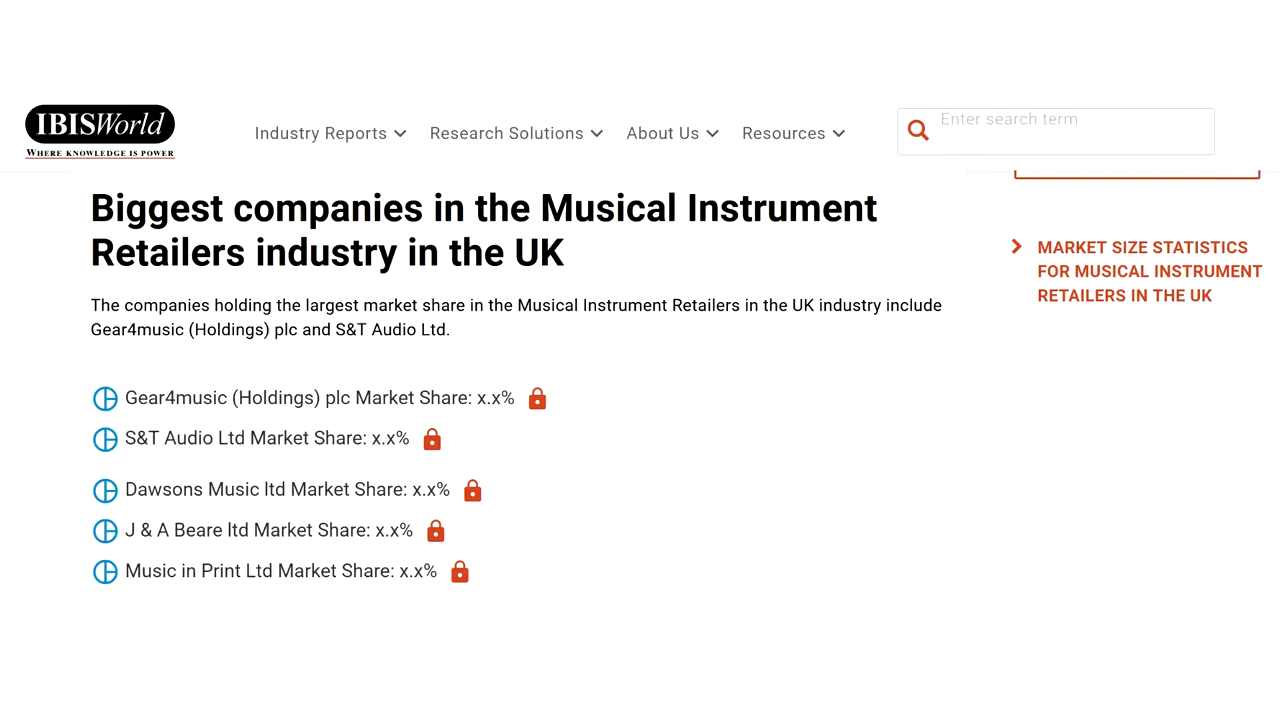 IBISWorld
WHERE KNOWLEDGE IS POWER
Industry Reports
Research Solutions
About Us
Resources
Enter search term
Biggest companies in the Musical Instrument
Retailers industry in the UK
The companies holding the largest market share in the Musical Instrument Retailers in the UK industry include
Gear4music (Holdings) plc and S&T Audio Ltd.
Gear4music (Holdings) plc Market Share: x.x%
S&T Audio Ltd Market Share: x.x%
Dawsons Music ltd Market Share: x.x%
J & A Beare ltd Market Share: x.x%
Music in Print Ltd Market Share: x.x%
MARKET SIZE STATISTICS
FOR MUSICAL INSTRUMENT
RETAILERS IN THE UK